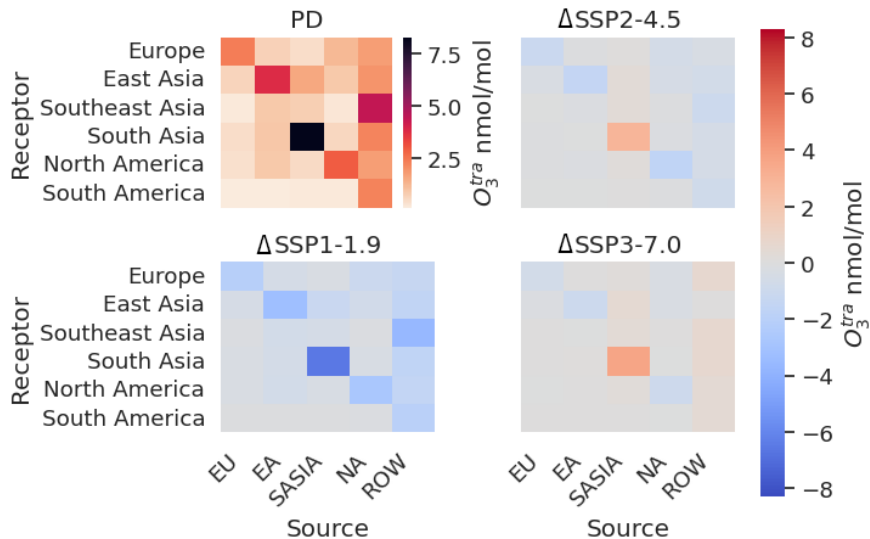 PD
Receptor
Europe
East Asia
Southeast Asia
South Asia
North America
South America
7.5
5.0
2.5
O₃ᵗʳᵃ nmol/mol
ΔSSP2-4.5
ΔSSP1-1.9
Receptor
Europe
East Asia
Southeast Asia
South Asia
North America
South America
EU
EA
SASIA
NA
ROW
Source
ΔSSP3-7.0
EU
EA
SASIA
NA
ROW
Source
8
6
4
2
0
−2
−4
−6
−8
O₃ᵗʳᵃ nmol/mol